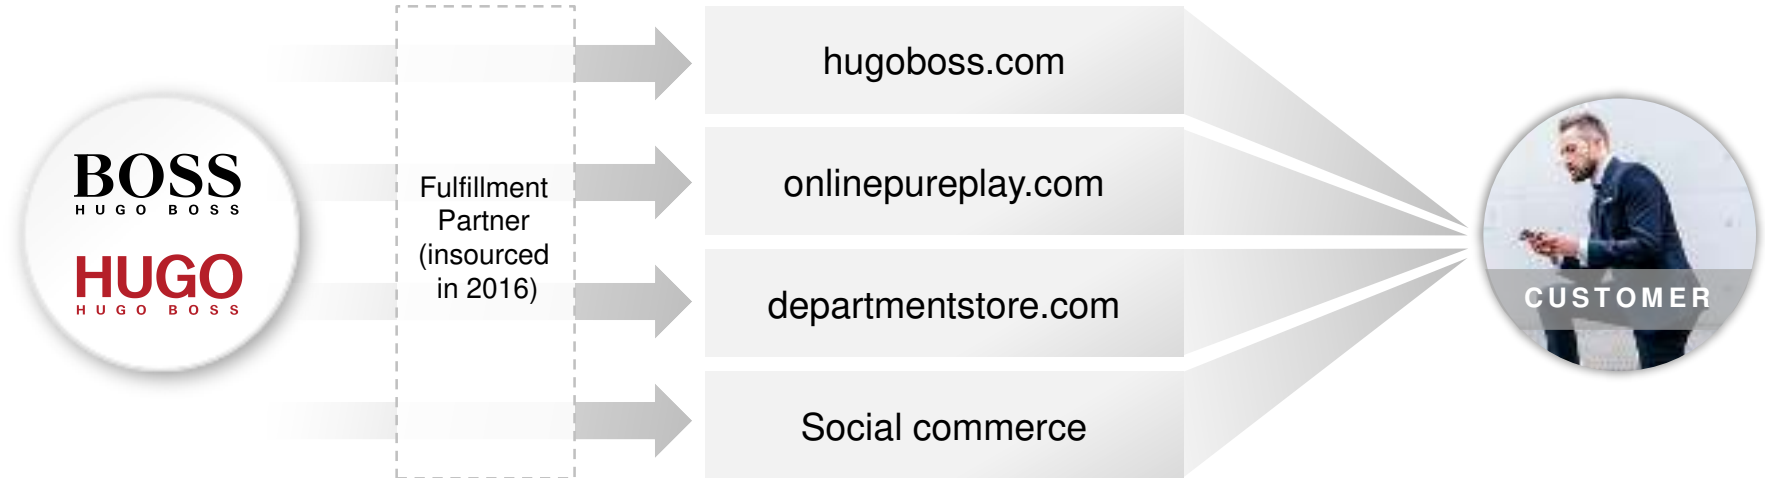 BOSS
HUGO BOSS
HUGO
HUGO BOSS
Fulfillment
Partner
(insourced
in 2016)
hugoboss.com
onlinepureplay.com
departmentstore.com
Social commerce
CUSTOMER